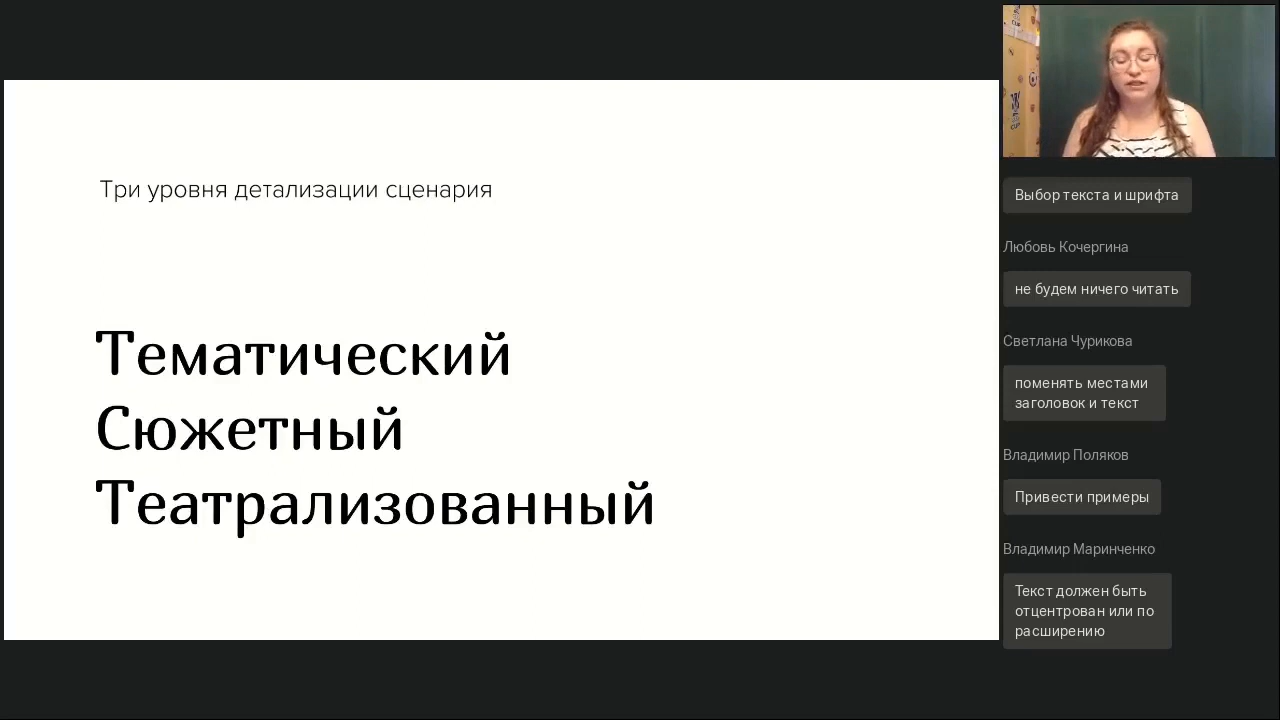 Три уровня детализации сценария
Тематический
Сюжетный
Театрализованный
Выбор текста и шрифта
Любовь Кочергина
не будем ничего читать
Светлана Чурикова
поменять местами
заголовок и текст
Владимир Поляков
Привести примеры
Владимир Маринченко
Текст должен быть
отцентрован или по
расширению